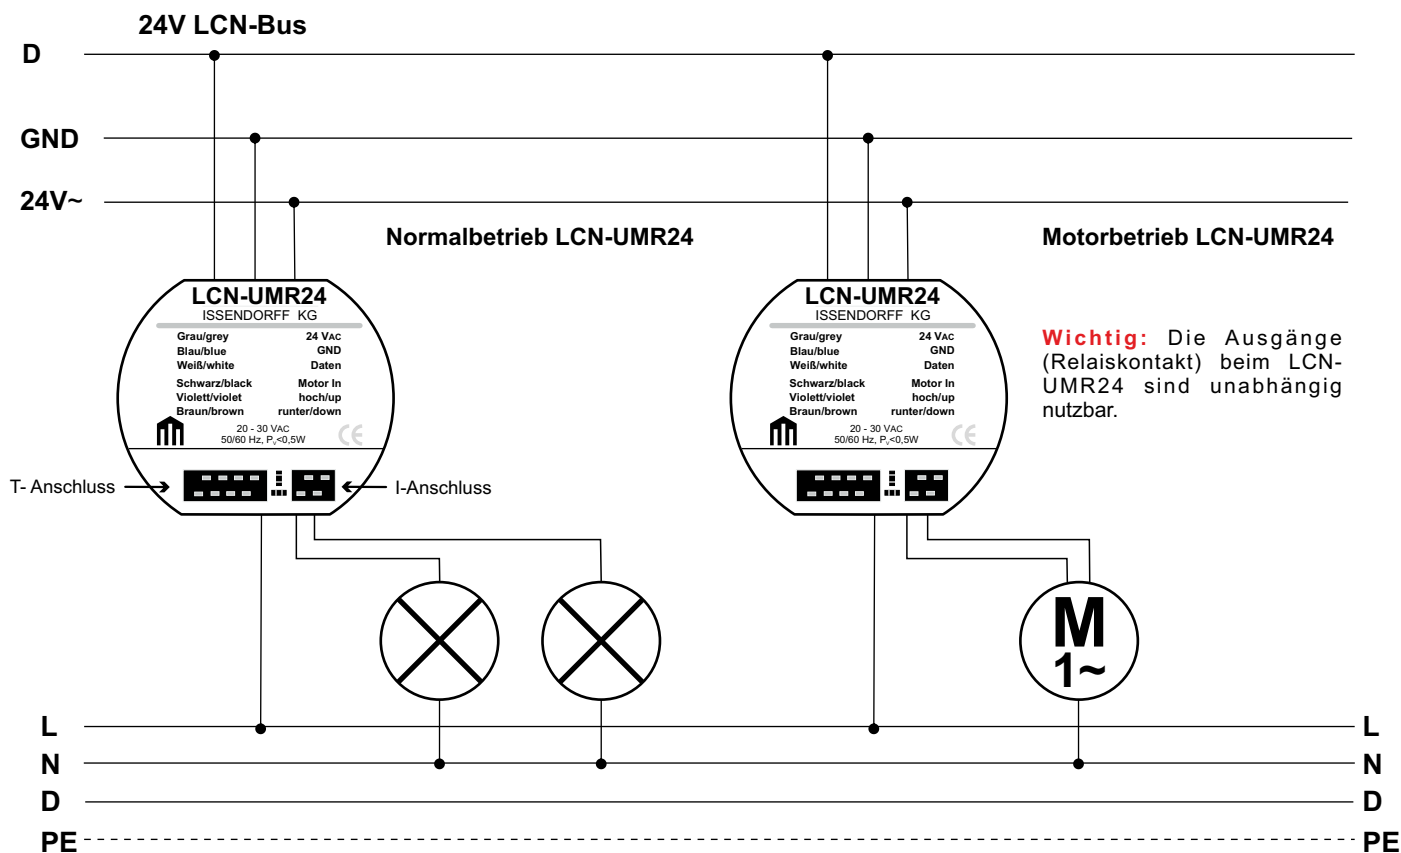 24V LCN-Bus
D
GND
24V~
Normalbetrieb LCN-UMR24
Motorbetrieb LCN-UMR24
LCN-UMR24
ISSENDORFF KG
Grau/grey 24 VAC
Blau/blue GND
Weiß/white Daten
Schwarz/black Motor In
Violett/violet hoch/up
Braun/brown runter/down
20 - 30 VAC
50/60 Hz, Pv<0,5W
CE
T- Anschluss
I-Anschluss
LCN-UMR24
ISSENDORFF KG
Grau/grey 24 VAC
Blau/blue GND
Weiß/white Daten
Schwarz/black Motor In
Violett/violet hoch/up
Braun/brown runter/down
20 - 30 VAC
50/60 Hz, Pv<0,5W
CE
Wichtig: Die Ausgänge
(Relaiskontakt) beim LCN-
UMR24 sind unabhängig
nutzbar.
M
1~
L L
N N
D D
PE PE